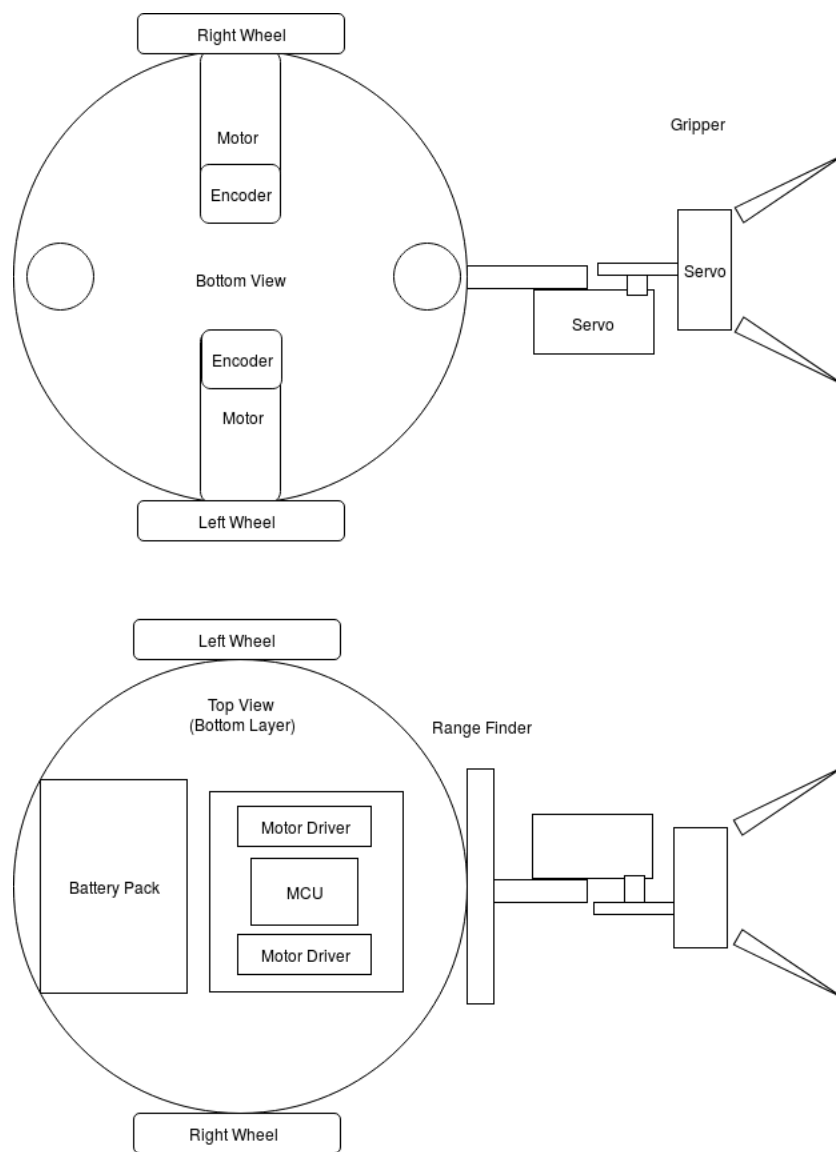 Right Wheel
Motor
Gripper
Encoder
Bottom View
Servo
Servo
Encoder
Motor
Left Wheel
Left Wheel
Top View
(Bottom Layer)
Range Finder
Motor Driver
Battery Pack
MCU
Motor Driver
Right Wheel